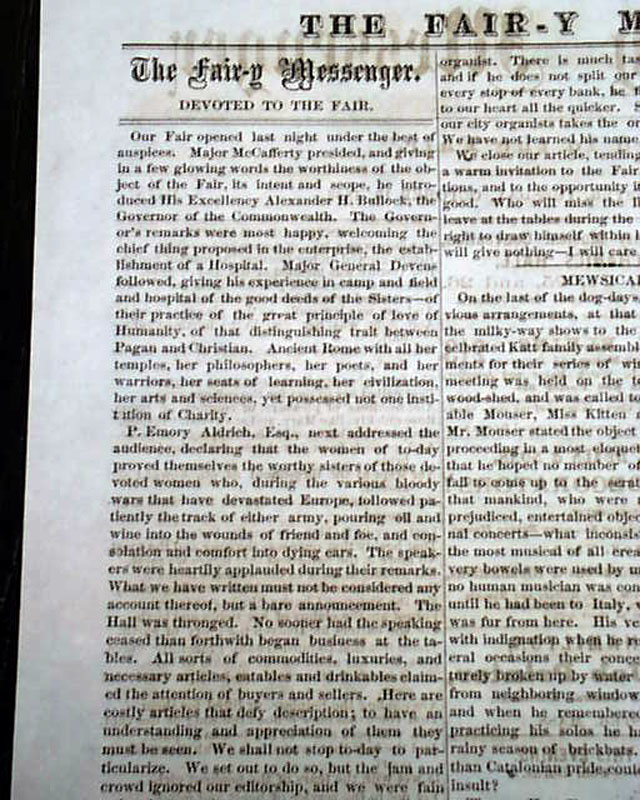 THE FAIR-Y M
The Fair-y Messenger.
DEVOTED TO THE FAIR.
Our Fair opened last night under the best of
auspices. Major McCafferty presided, and giving
in a few glowing words the worthiness of the ob-
ject of the Fair, its intent and scope, he intro-
duced His Excellency Alexander H. Bullock, the
Governor of the Commonwealth. The Govern-
or's remarks were most happy, welcoming the
chief thing proposed in the enterprise, the estab-
lishment of a Hospital. Major General Devens
followed, giving his experience in camp and field
and hospital of the good deeds of the Sisters—of
their practice of the great principle of love of
Humanity, of that distinguishing trait between
Pagan and Christian. Ancient Rome with all her
temples, her philosophers, her poets, and her
warriors, her seats of learning, her civilization,
her arts and sciences, yet possessed not one insti-
tution of Charity.
P. Emory Aldrich, Esq., next addressed the
audience, declaring that the women of to-day
proved themselves the worthy sisters of those de-
voted women who, during the various bloody
wars that have devastated Europe, followed pa-
tiently the track of either army, pouring oil and
wine into the wounds of friend and foe, and con-
solation and comfort into dying ears. The speak-
ers were heartily applauded during their remarks.
What we have written must not be considered any
account thereof, but a bare announcement. The
Hall was thronged. No sooner had the speaking
ceased than forthwith began business at the ta-
bles. All sorts of commodities, luxuries, and
necessary articles, eatables and drinkables claim-
ed the attention of buyers and sellers. Here are
costly articles that defy description; to have an
understanding and appreciation of them they
must be seen. We shall not stop to-day to par-
ticularize. We set out to do so, but the jam and
crowd ignored our editorship, and we were fain
organist. There is much tas
and if he does not split our
every stop of every bank, he
to our heart all the quicker.
our city organists takes the or
We have not learned his name
We close our article, tending
a warm invitation to the Fair
tions, and to the opportunity
good. Who will miss the
leave at the tables during the
right to draw himself within
will give nothing—I will care
MEWSICAL
On the last of the dog-days
vious arrangements, at that
the milky-way shows to the
celbrated Katt family assembl
ments for their series of
meeting was held on the
wood-shed, and was called to
able Mouser, Miss Kitten
Mr. Mouser stated the object
proceeding in a most eloquet
that he hoped no member of
fall to come up to the scrat
that mankind, who were
prejudiced, entertained objec
nal concerts—what inconsis
the most musical of all crea
very bowels were used by
no human musician was con
until he had been to Italy,
was fur from here. His ve
with indignation when he re
eral occasions their conce
turely broken up by water
from neighboring window
and when he remembered
practicing his solos he h
rainy season of brickbats.
than Catalonian pride could
insult?